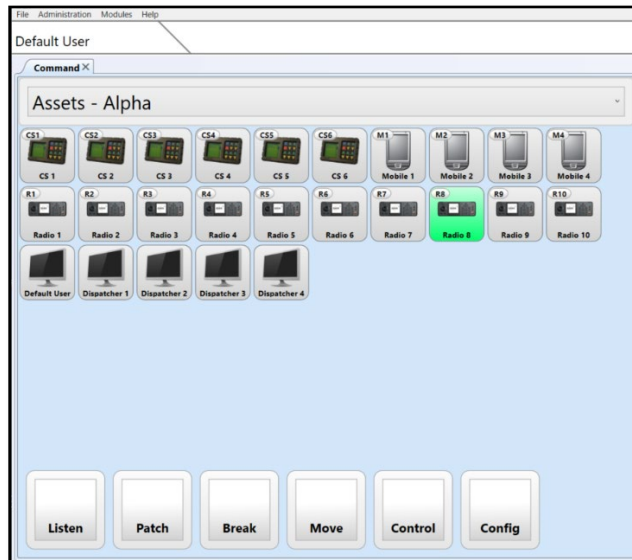 File Administration Modules Help
Default User
Command
Assets - Alpha
CS1 CS2 CS3 CS4 CS5 CS6 M1 M2 M3 M4
CS 1 CS 2 CS 3 CS 4 CS 5 CS 6 Mobile 1 Mobile 2 Mobile 3 Mobile 4
R1 R2 R3 R4 R5 R6 R7 R8 R9 R10
Radio 1 Radio 2 Radio 3 Radio 4 Radio 5 Radio 6 Radio 7 Radio 8 Radio 9 Radio 10
Default User Dispatcher 1 Dispatcher 2 Dispatcher 3 Dispatcher 4
Listen Patch Break Move Control Config